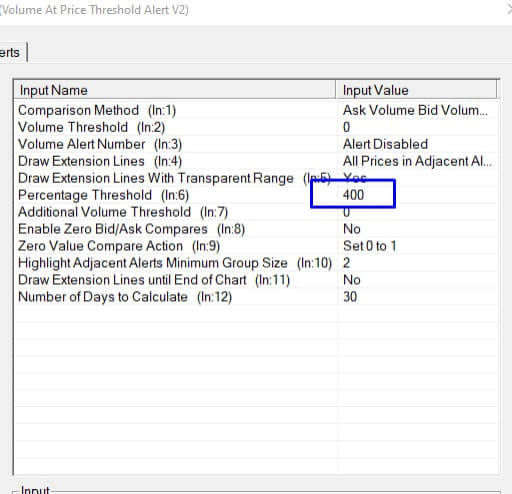 (Volume At Price Threshold Alert V2)
erts
Input Name Input Value
Comparison Method (In:1) Ask Volume Bid Volum...
Volume Threshold (In:2) 0
Volume Alert Number (In:3) Alert Disabled
Draw Extension Lines (In:4) All Prices in Adjacent Al...
Draw Extension Lines With Transparent Range (In:5) Yes
Percentage Threshold (In:6) 400
Additional Volume Threshold (In:7) 0
Enable Zero Bid/Ask Compares (In:8) No
Zero Value Compare Action (In:9) Set 0 to 1
Highlight Adjacent Alerts Minimum Group Size (In:10) 2
Draw Extension Lines until End of Chart (In:11) No
Number of Days to Calculate (In:12) 30
Input